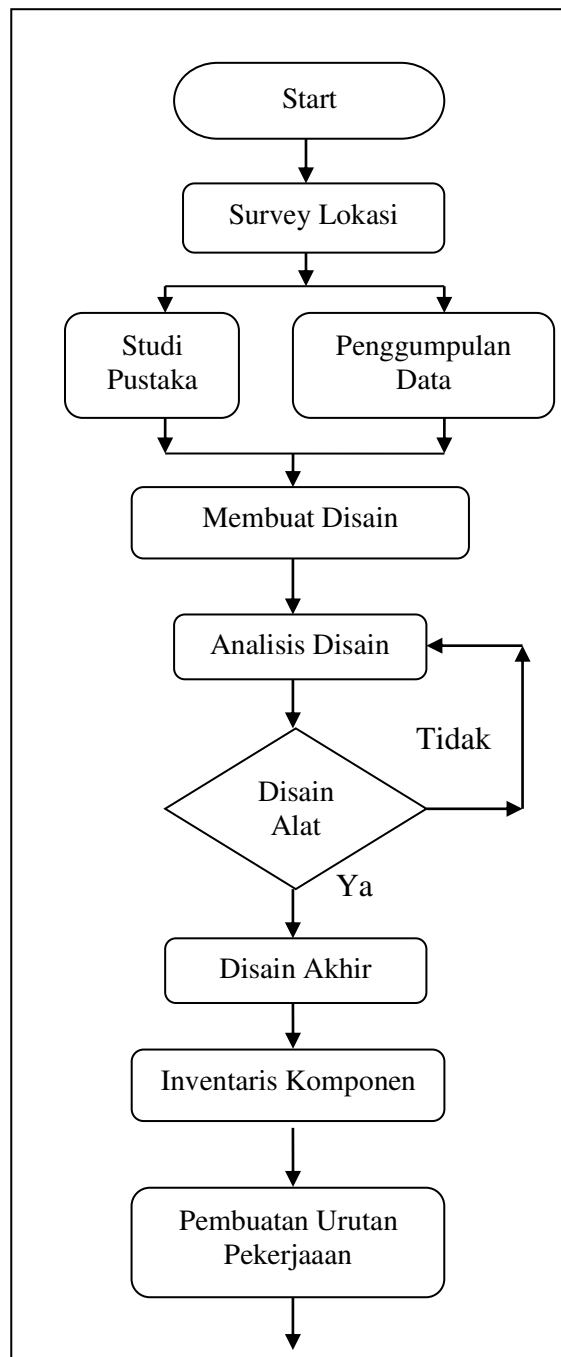 Start
Survey Lokasi
Studi
Pustaka
Penggumpulan
Data
Membuat Disain
Analisis Disain
Tidak
Disain
Alat
Ya
Disain Akhir
Inventaris Komponen
Pembuatan Urutan
Pekerjaaan